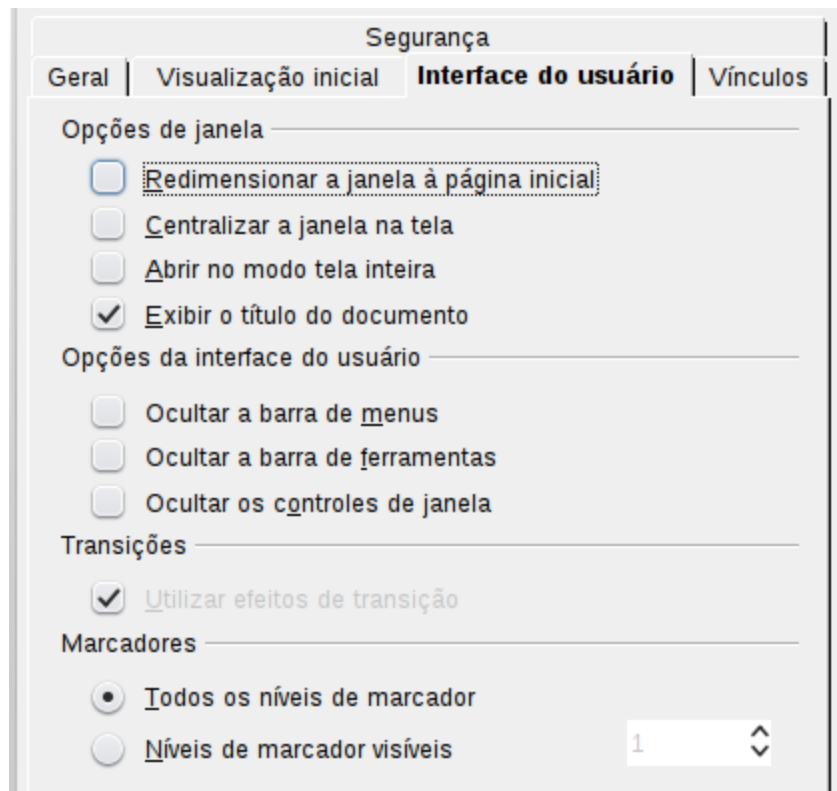 Segurança
Geral Visualização inicial Interface do usuário Vínculos
Opções de janela
Redimensionar a janela à página inicial
Centralizar a janela na tela
Abrir no modo tela inteira
Exibir o título do documento
Opções da interface do usuário
Ocultar a barra de menus
Ocultar a barra de ferramentas
Ocultar os controles de janela
Transições
Utilizar efeitos de transição
Marcadores
Todos os níveis de marcador
Níveis de marcador visíveis 1